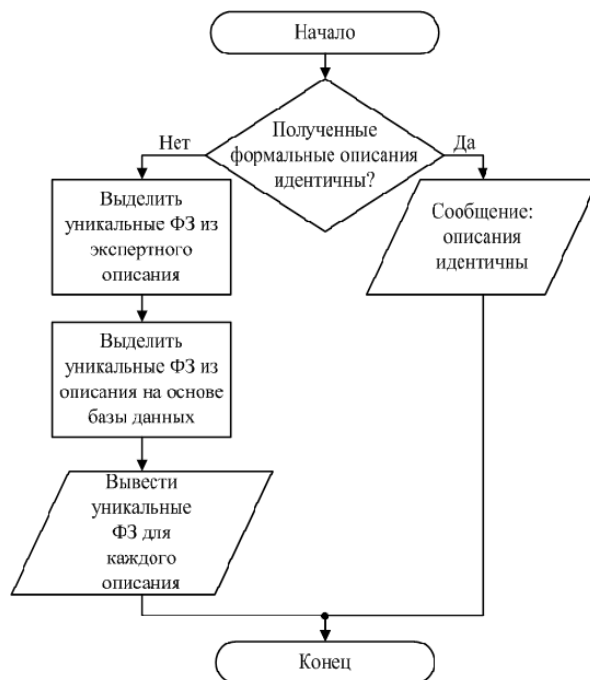 Начало
Полученные
формальные описания
идентичны?
Нет
Да
Выделить
уникальные ФЗ из
экспертного
описания
Сообщение:
описания
идентичны
Выделить
уникальные ФЗ из
описания на основе
базы данных
Вывести
уникальные
ФЗ для
каждого
описания
Конец